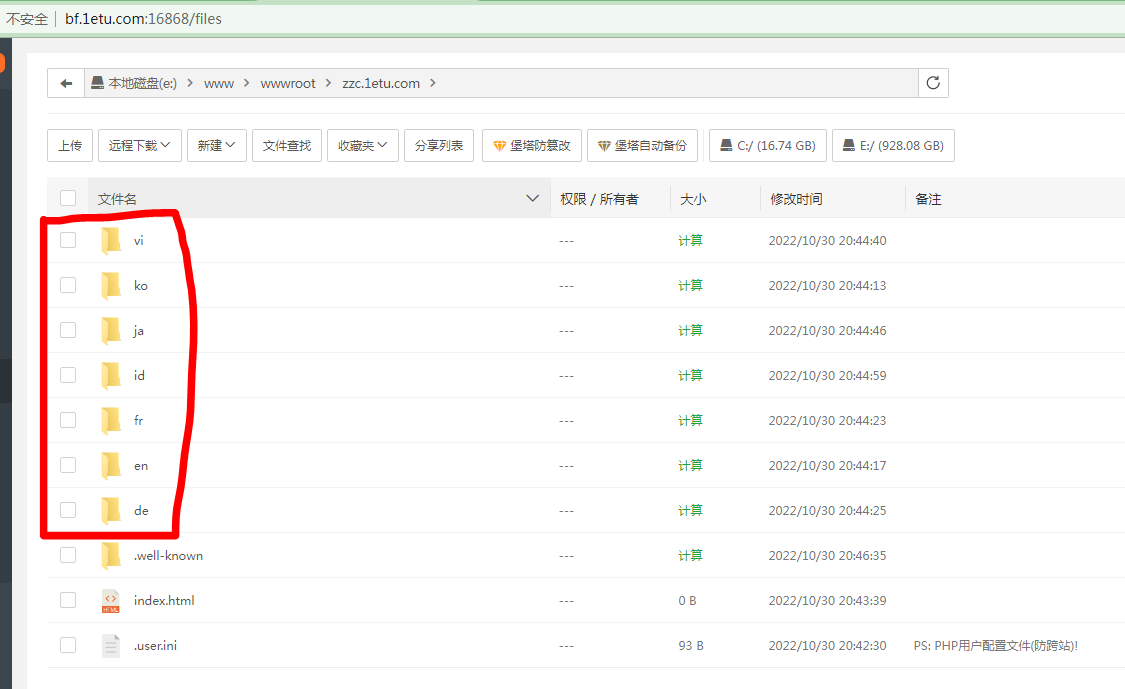 不安全 | bf.1etu.com:16868/files
本地磁盘(e:) > www > wwwroot > zzc.1etu.com >
上传 远程下载 新建 文件查找 收藏夹 分享列表 堡塔防篡改 堡塔自动备份 C:/ (16.74 GB) E:/ (928.08 GB)
文件名 权限 / 所有者 大小 修改时间 备注
vi --- 计算 2022/10/30 20:44:40
ko --- 计算 2022/10/30 20:44:13
ja --- 计算 2022/10/30 20:44:46
id --- 计算 2022/10/30 20:44:59
fr --- 计算 2022/10/30 20:44:23
en --- 计算 2022/10/30 20:44:17
de --- 计算 2022/10/30 20:44:25
.well-known --- 计算 2022/10/30 20:46:35
HTML index.html --- 0 B 2022/10/30 20:43:39
.user.ini --- 93 B 2022/10/30 20:42:30 PS: PHP用户配置文件(防跨站)!